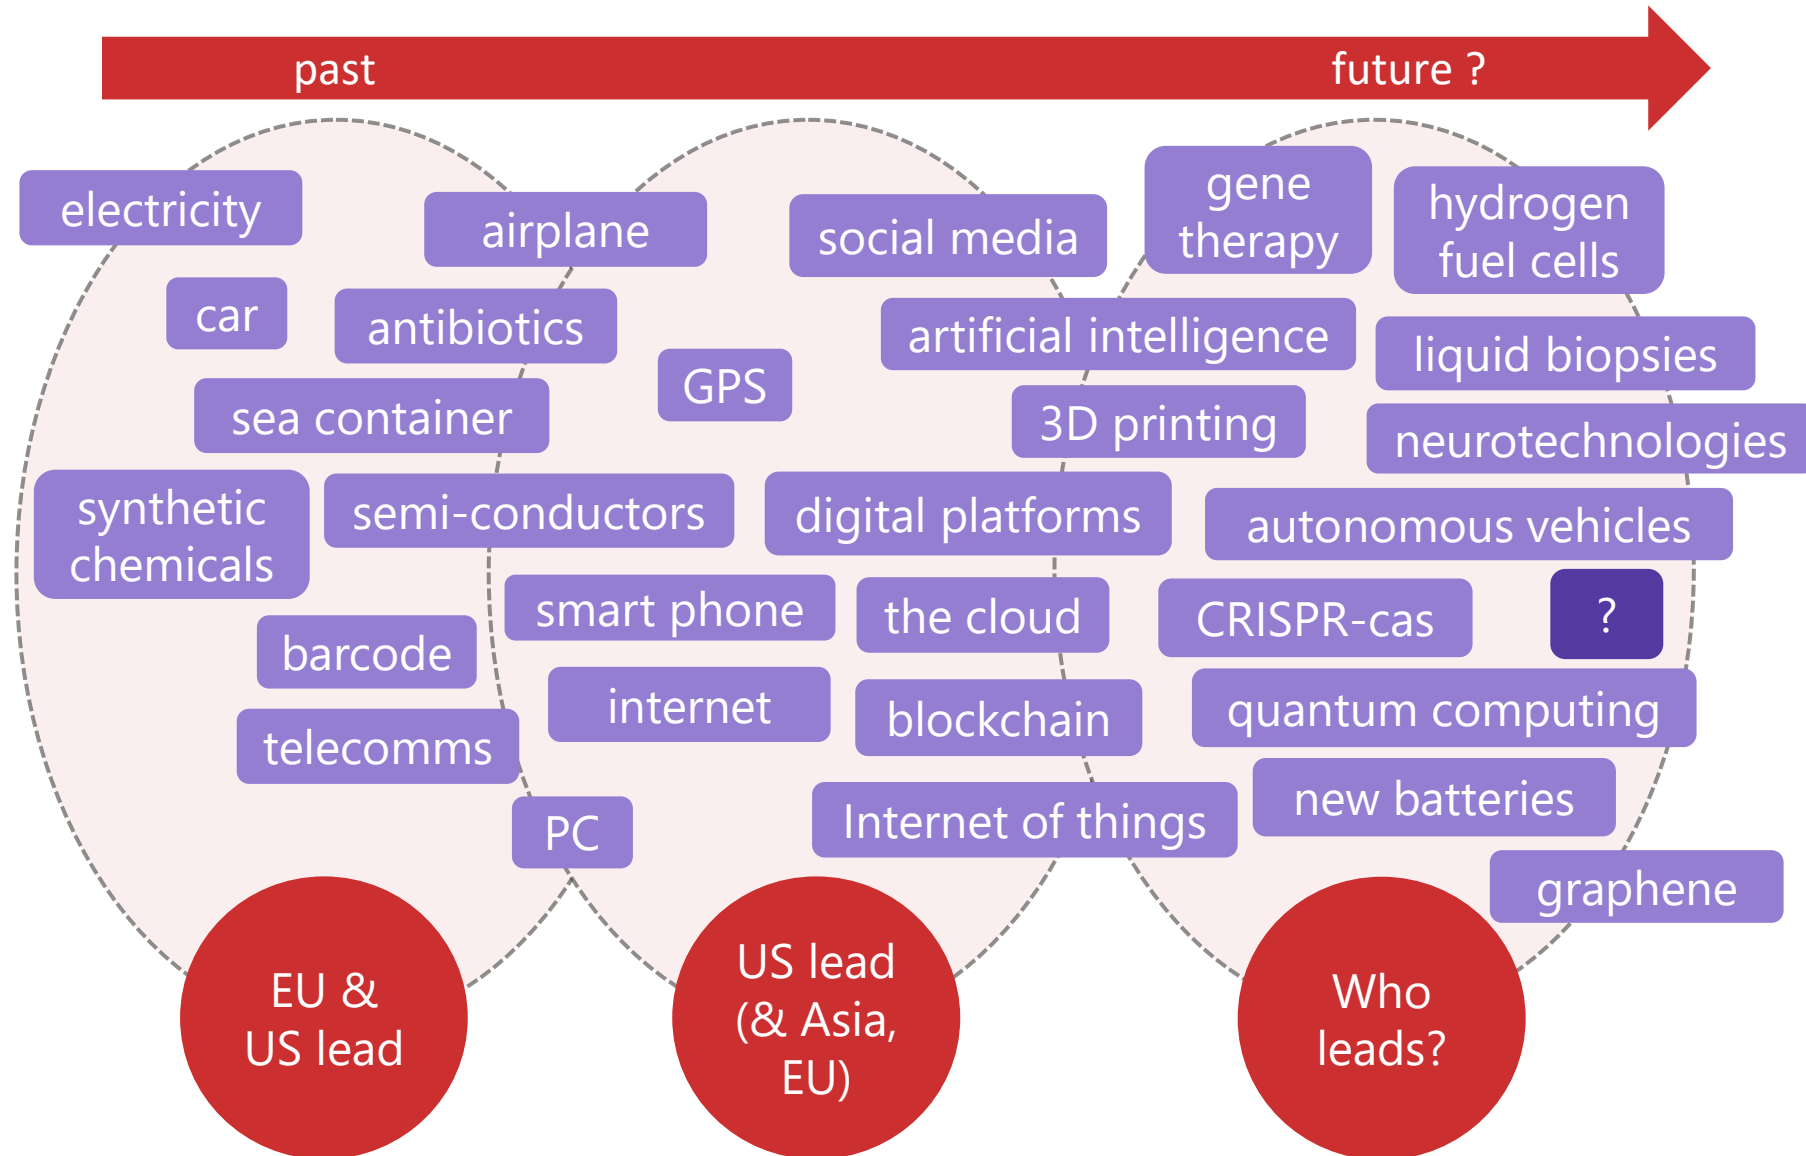 past
future ?
electricity
airplane
social media
gene
therapy
hydrogen
fuel cells
car
antibiotics
artificial intelligence
liquid biopsies
GPS
sea container
3D printing
neurotechnologies
synthetic
chemicals
semi-conductors
digital platforms
autonomous vehicles
smart phone
the cloud
CRISPR-cas
?
barcode
internet
blockchain
quantum computing
telecomms
PC
Internet of things
new batteries
graphene
EU &
US lead
US lead
(& Asia,
EU)
Who
leads?